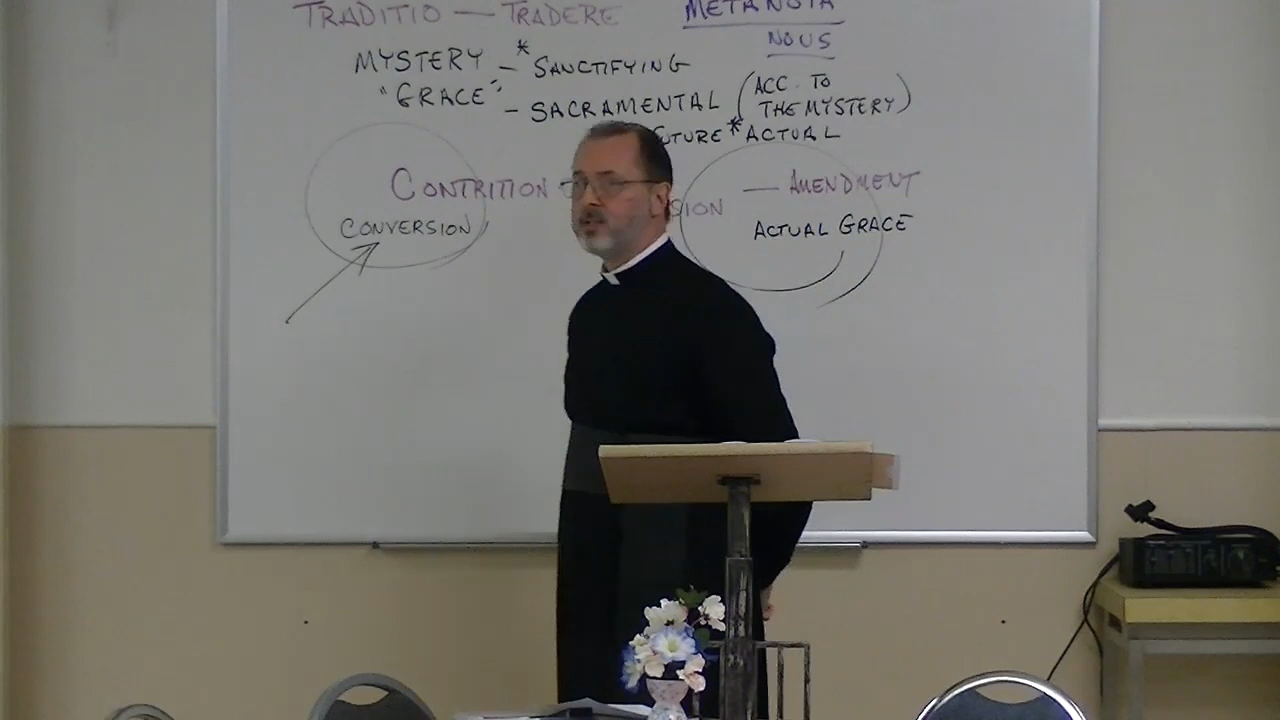 TRADITIO — TRADERE
METANOIA
NOUS
MYSTERY — * SANCTIFYING
"GRACE" — SACRAMENTAL (ACC. TO
THE MYSTERY)
* ACTUAL
CONTRITION
— AMENDMENT
CONVERSION
ACTUAL GRACE